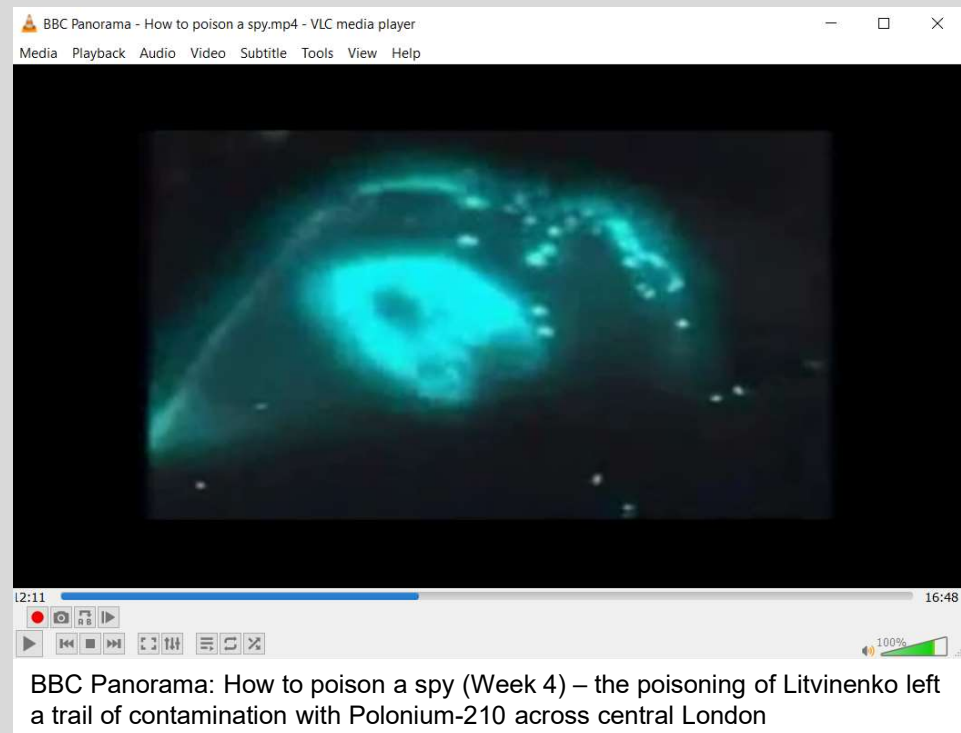 BBC Panorama - How to poison a spy.mp4 - VLC media player
Media Playback Audio Video Subtitle Tools View Help
12:11
16:48
A B
100%
BBC Panorama: How to poison a spy (Week 4) – the poisoning of Litvinenko left
a trail of contamination with Polonium-210 across central London